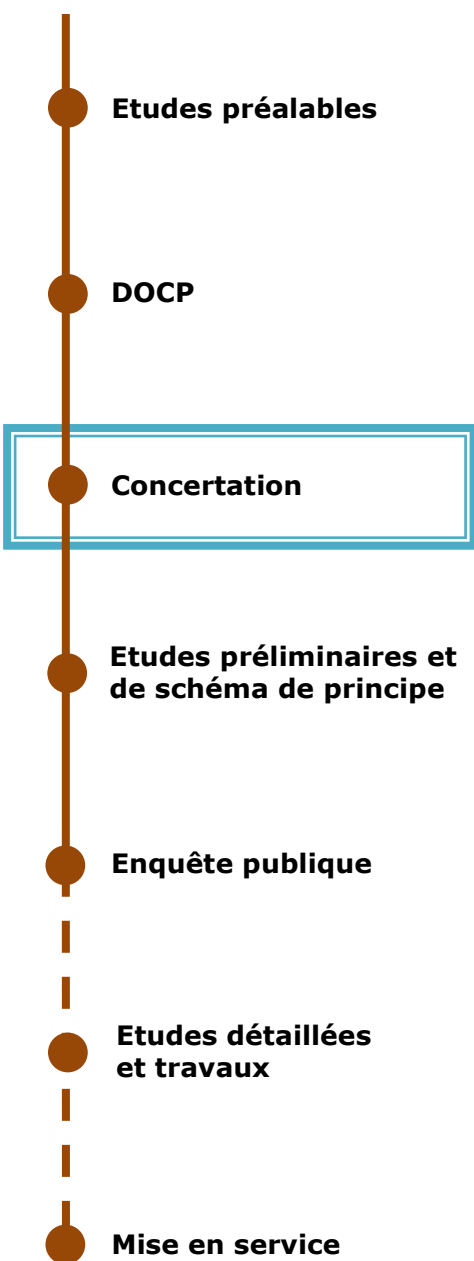 Etudes préalables
DOCP
Concertation
Etudes préliminaires et
de schéma de principe
Enquête publique
Etudes détaillées
et travaux
Mise en service